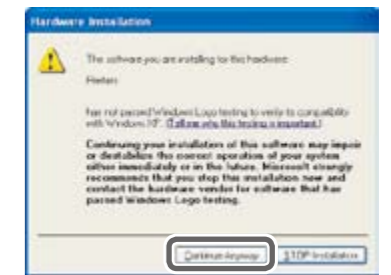 Hardware Installation
The software you are installing for this hardware:
Printers
has not passed Windows Logo testing to verify its compatibility
with Windows XP. (Tell me why this testing is important.)
Continuing your installation of this software may impair
or destabilize the correct operation of your system
either immediately or in the future. Microsoft strongly
recommends that you stop this installation now and
contact the hardware vendor for software that has
passed Windows Logo testing.
Continue Anyway
STOP Installation